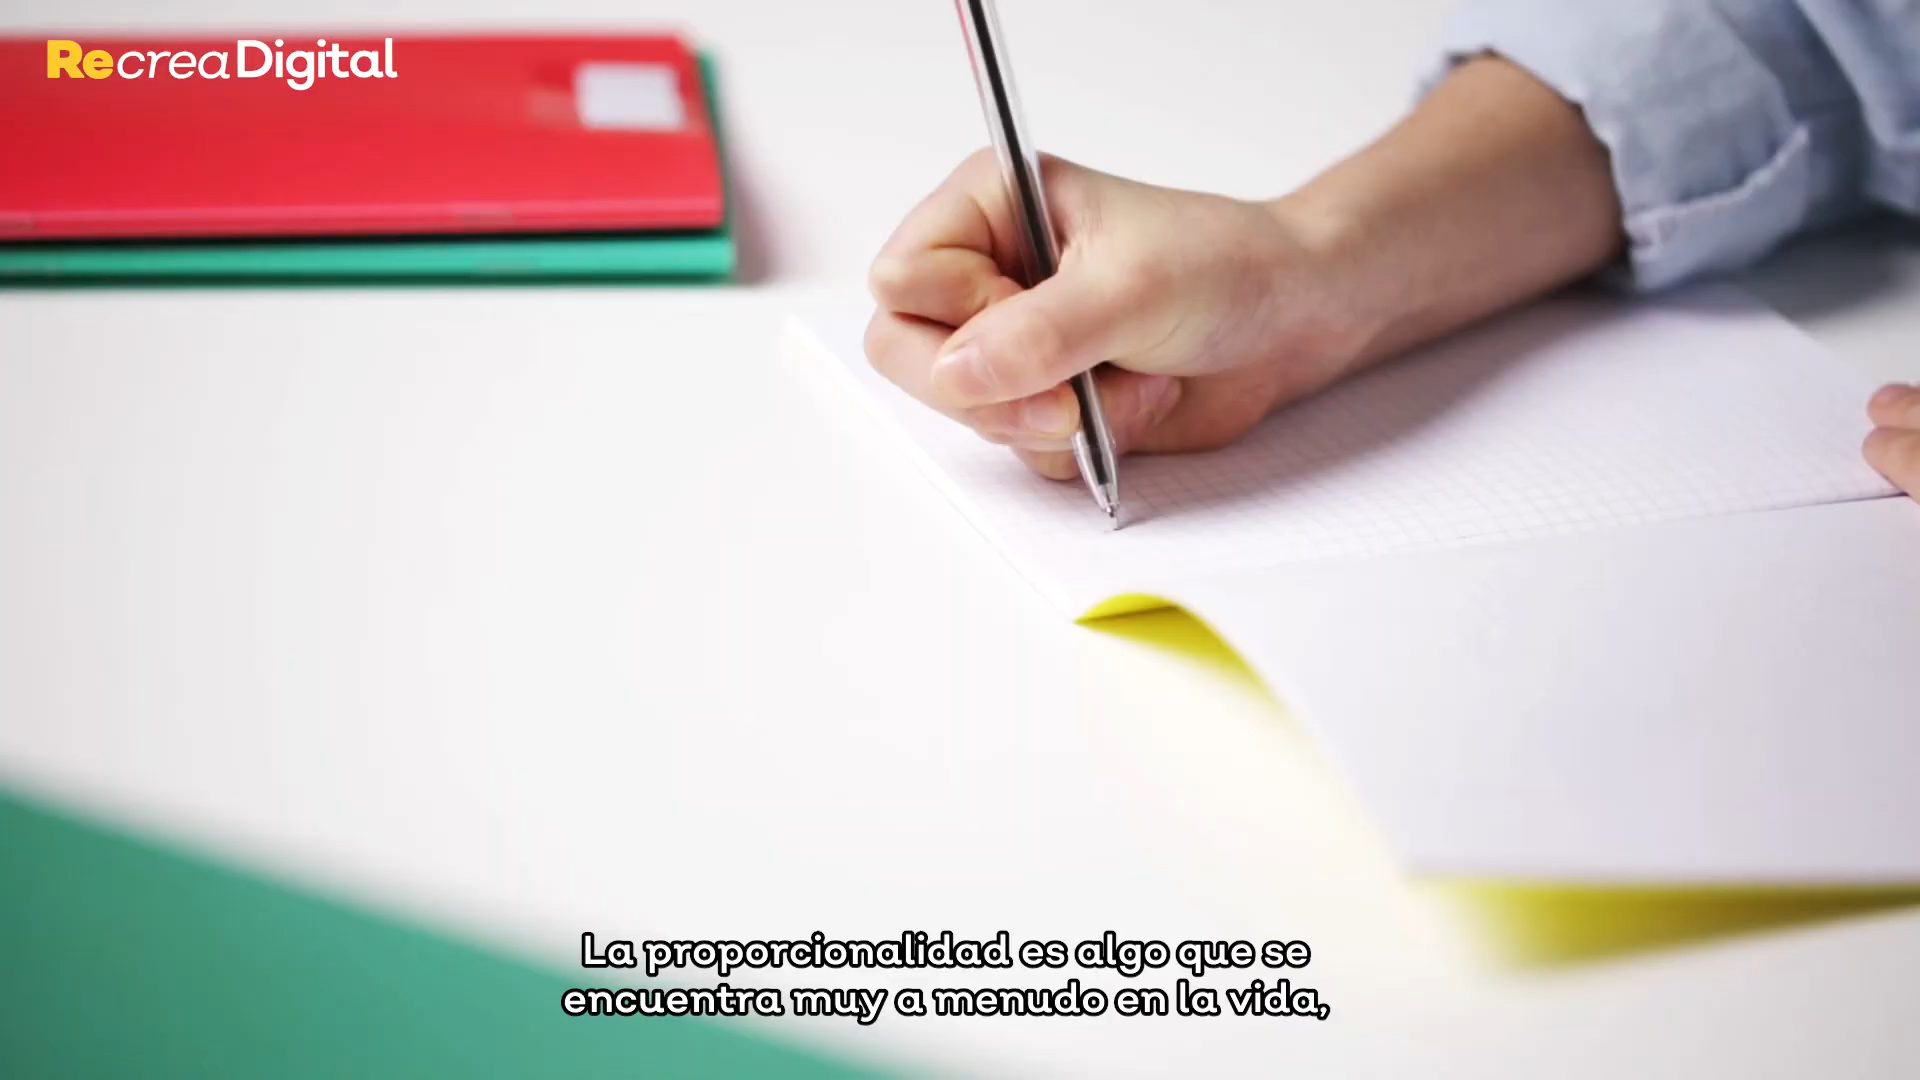 RecreaDigital
La proporcionalidad es algo que se
encuentra muy a menudo en la vida,